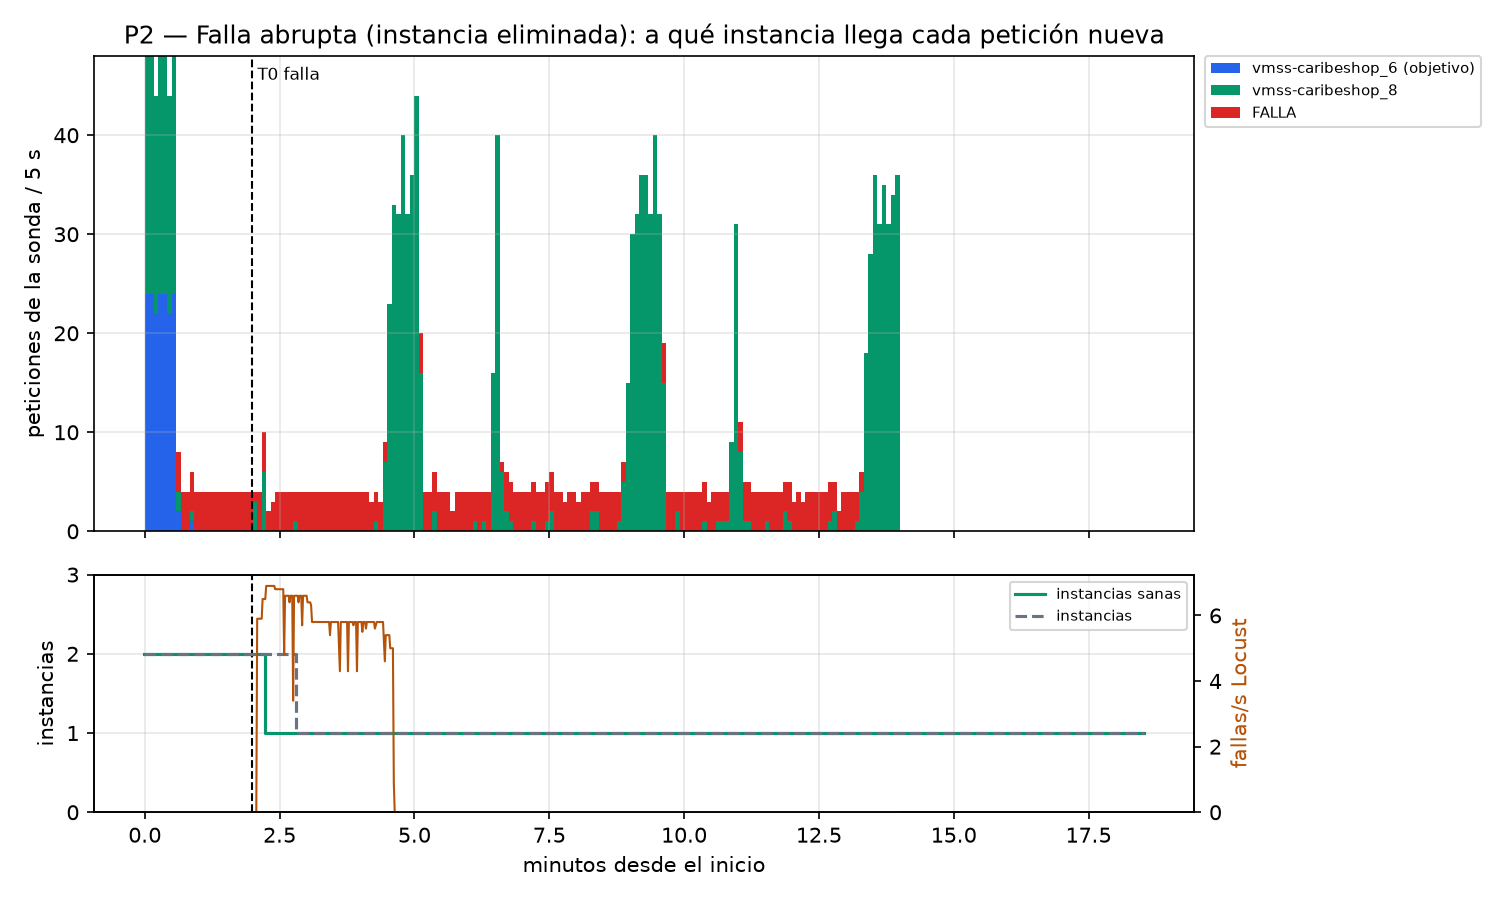 P2 — Falla abrupta (instancia eliminada): a qué instancia llega cada petición nueva
T0 falla
vmss-caribeshop_6 (objetivo)
vmss-caribeshop_8
FALLA
peticiones de la sonda / 5 s
40
30
20
10
0
instancias sanas
instancias
instancias
3
2
1
0
6
4
2
0
fallas/s Locust
0.0
2.5
5.0
7.5
10.0
12.5
15.0
17.5
minutos desde el inicio